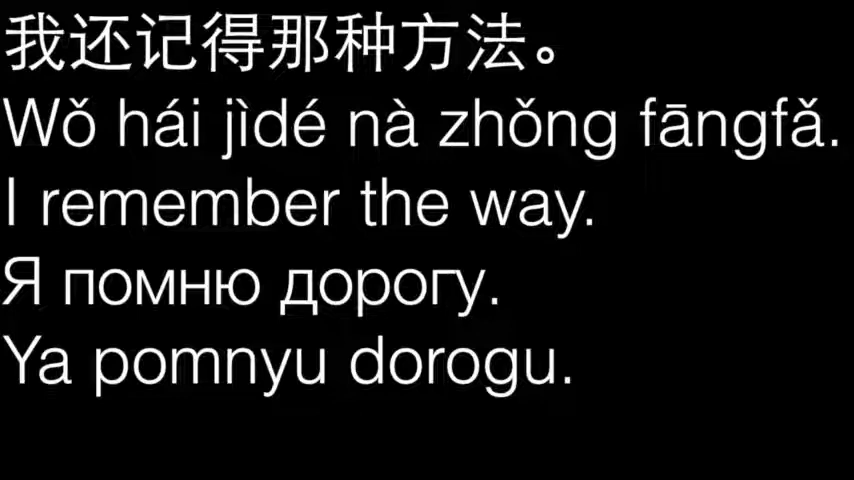 我还记得那种方法。
Wǒ hái jìdé nà zhǒng fāngfǎ.
I remember the way.
Я помню дорогу.
Ya pomnyu dorogu.